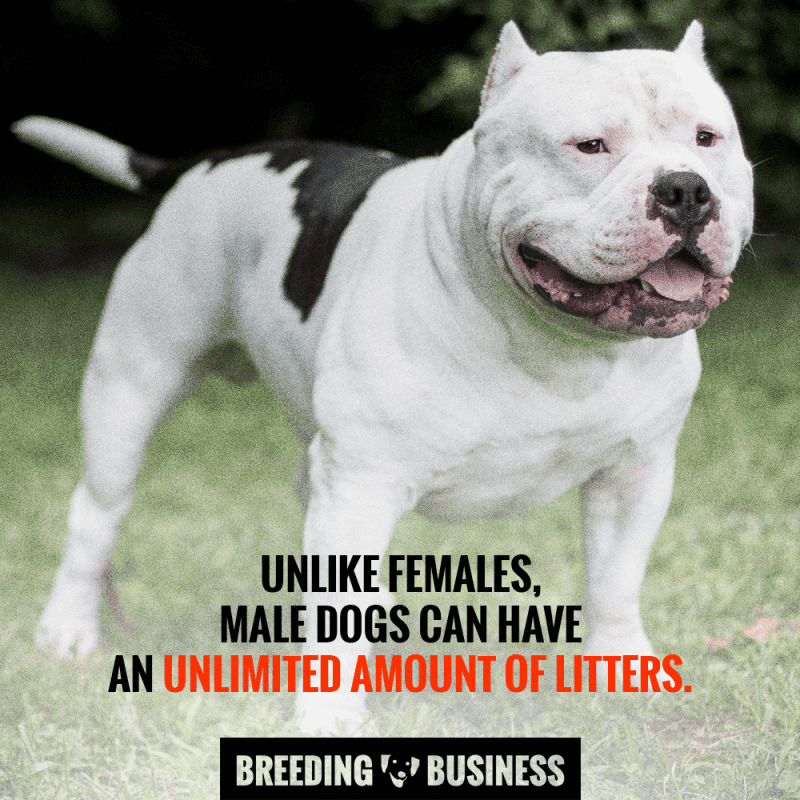 UNLIKE FEMALES,
MALE DOGS CAN HAVE
AN UNLIMITED AMOUNT OF LITTERS.
BREEDING BUSINESS